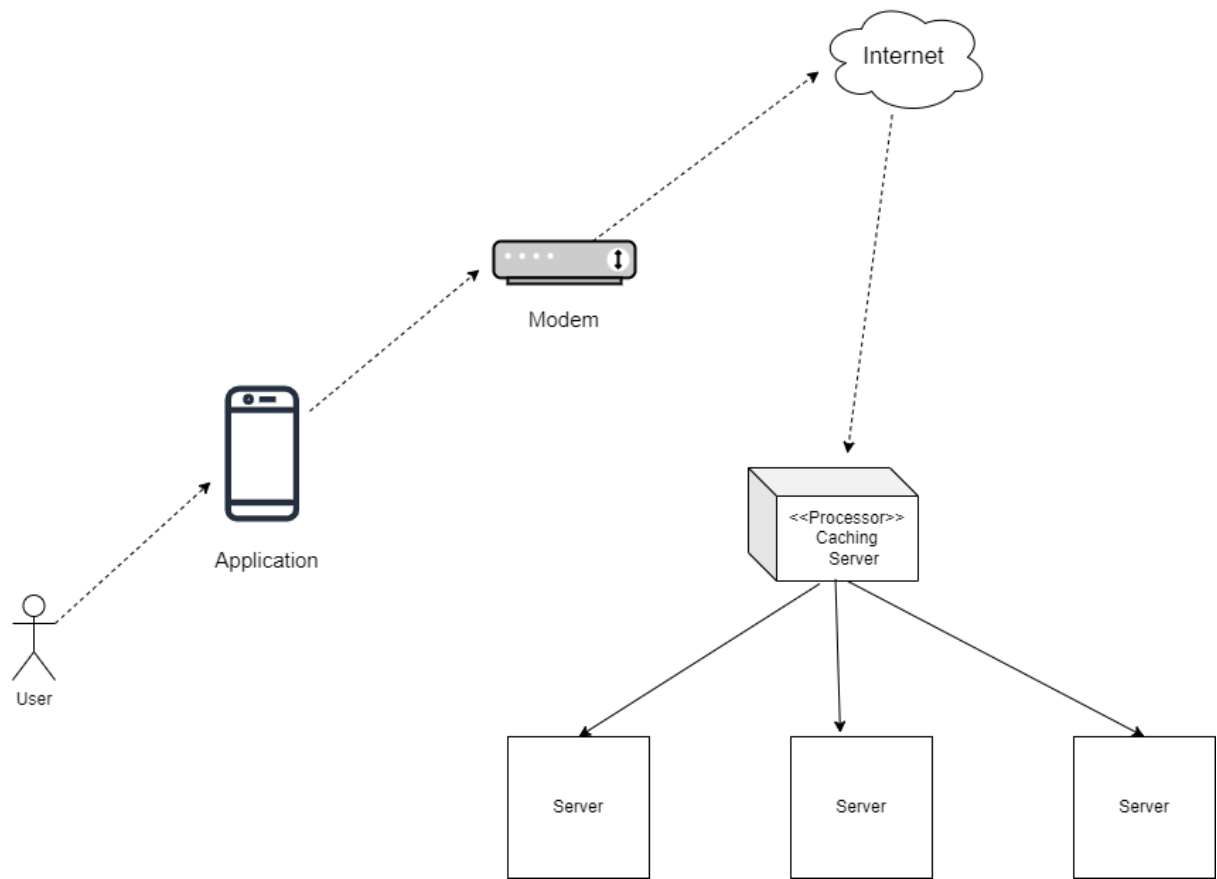 Internet
Modem
<<Processor>>
Caching
Server
Application
User
Server
Server
Server